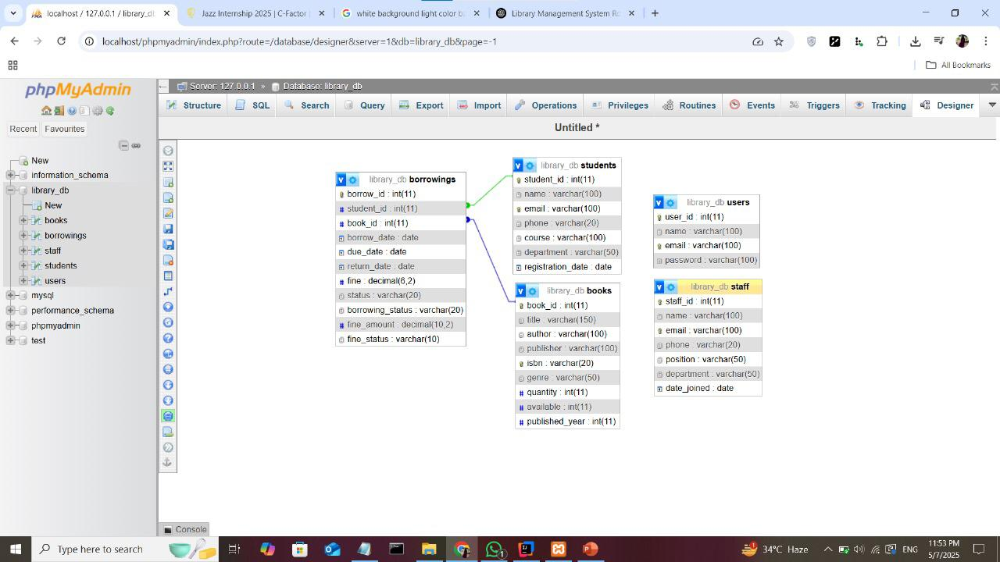 localhost / 127.0.0.1 / library_d
Jazz Internship 2025 | C-Factor
white background light color b
Library Management System Ro
localhost/phpmyadmin/index.php?route=/database/designer&server=1&db=library_db&page=-1
All Bookmarks
phpMyAdmin
Recent
Favourites
New
information_schema
library_db
New
books
borrowings
staff
students
users
mysql
performance_schema
phpmyadmin
test
Server: 127.0.0.1 » Database: library_db
Structure
SQL
Search
Query
Export
Import
Operations
Privileges
Routines
Events
Triggers
Tracking
Designer
Untitled *
library_db borrowings
borrow_id : int(11)
student_id : int(11)
book_id : int(11)
borrow_date : date
due_date : date
return_date : date
fine : decimal(6,2)
status : varchar(20)
borrowing_status : varchar(20)
fine_amount : decimal(10,2)
fine_status : varchar(10)
library_db students
student_id : int(11)
name : varchar(100)
email : varchar(100)
phone : varchar(20)
course : varchar(100)
department : varchar(50)
registration_date : date
library_db books
book_id : int(11)
title : varchar(150)
author : varchar(100)
publisher : varchar(100)
isbn : varchar(20)
genre : varchar(50)
quantity : int(11)
available : int(11)
published_year : int(11)
library_db users
user_id : int(11)
name : varchar(100)
email : varchar(100)
password : varchar(100)
library_db staff
staff_id : int(11)
name : varchar(100)
email : varchar(100)
phone : varchar(20)
position : varchar(50)
department : varchar(50)
date_joined : date
Console
Type here to search
1
34°C Haze
ENG
11:53 PM
5/7/2025